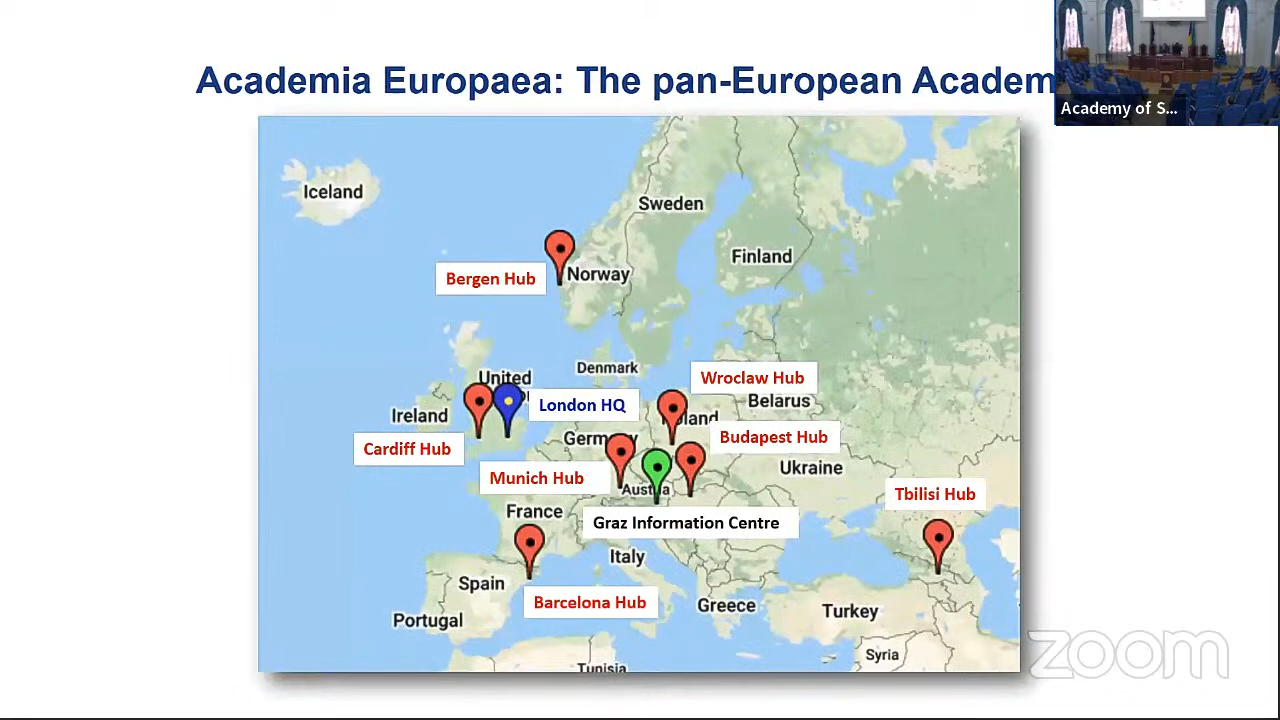 Academia Europaea: The pan-European Academ
Academy of S...
Iceland
Sweden
Finland
Norway
Bergen Hub
Denmark
United
Wroclaw Hub
London HQ
Belarus
Ireland
Cardiff Hub
Germ
Budapest Hub
Ukraine
Munich Hub
Austria
Tbilisi Hub
France
Graz Information Centre
Italy
Spain
Barcelona Hub
Greece
Turkey
Portugal
Syria
Tunisia
zoom